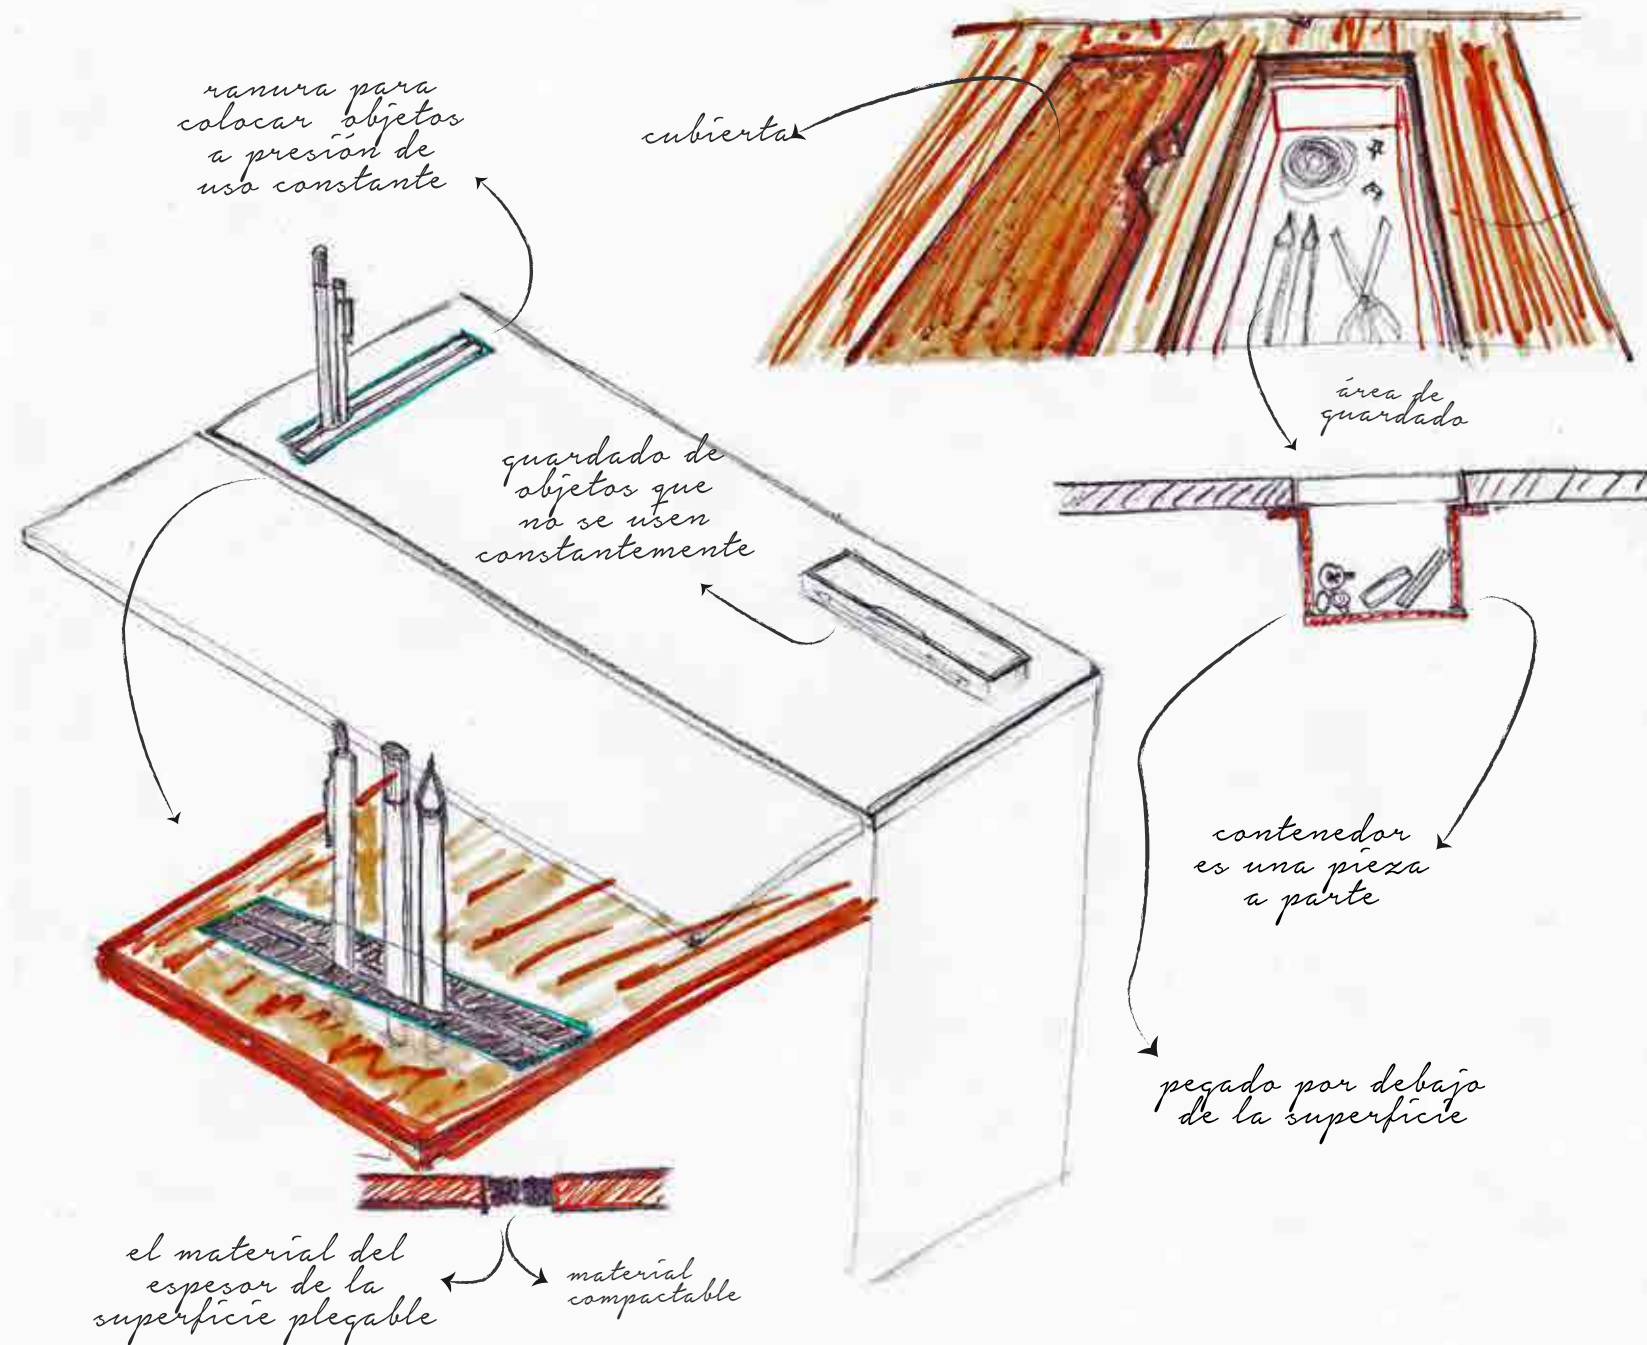 ranura para
colocar objetos
a presión de
uso constante
cubierta
área de
guardado
guardado de
objetos que
no se usen
constantemente
contenedor
es una pieza
a parte
pegado por debajo
de la superficie
el material del
espesor de la
superficie plegable
material
compactable